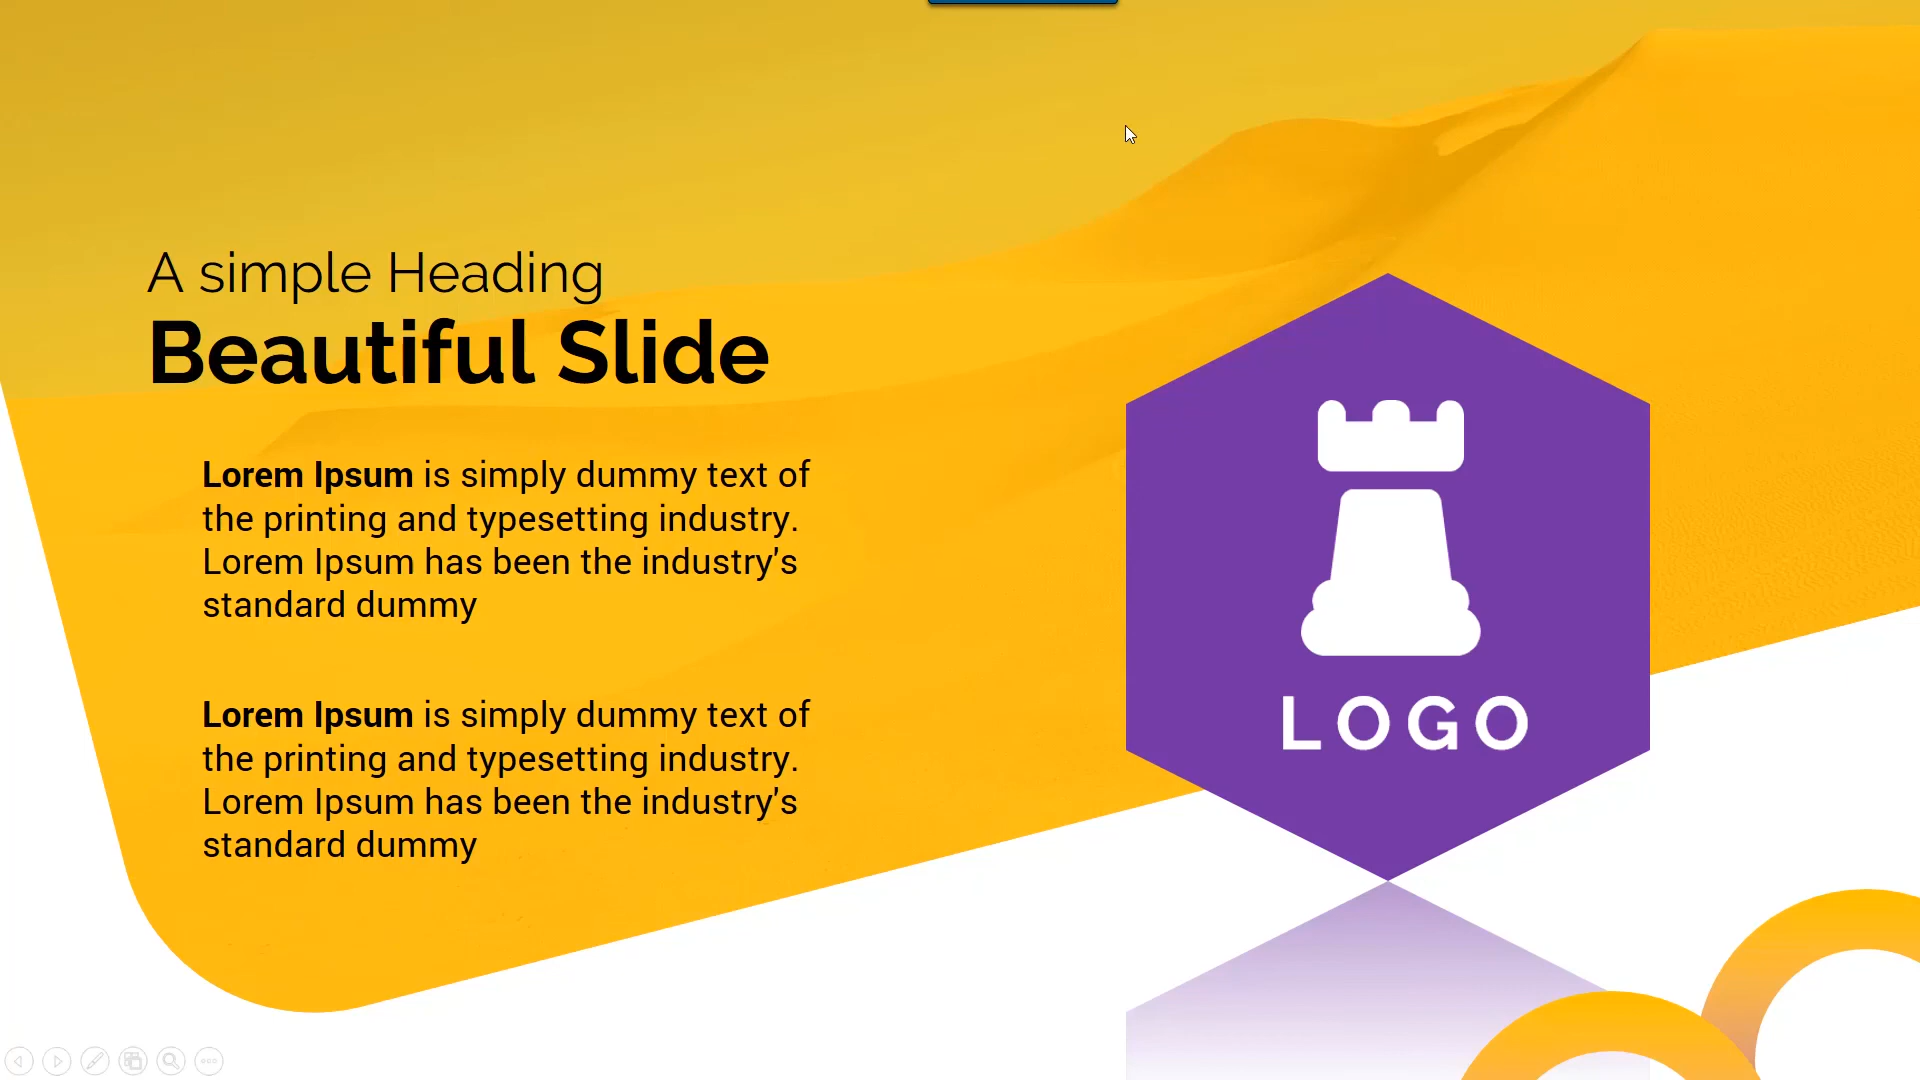 A simple Heading
Beautiful Slide
Lorem Ipsum is simply dummy text of
the printing and typesetting industry.
Lorem Ipsum has been the industry's
standard dummy
Lorem Ipsum is simply dummy text of
the printing and typesetting industry.
Lorem Ipsum has been the industry's
standard dummy
LOGO